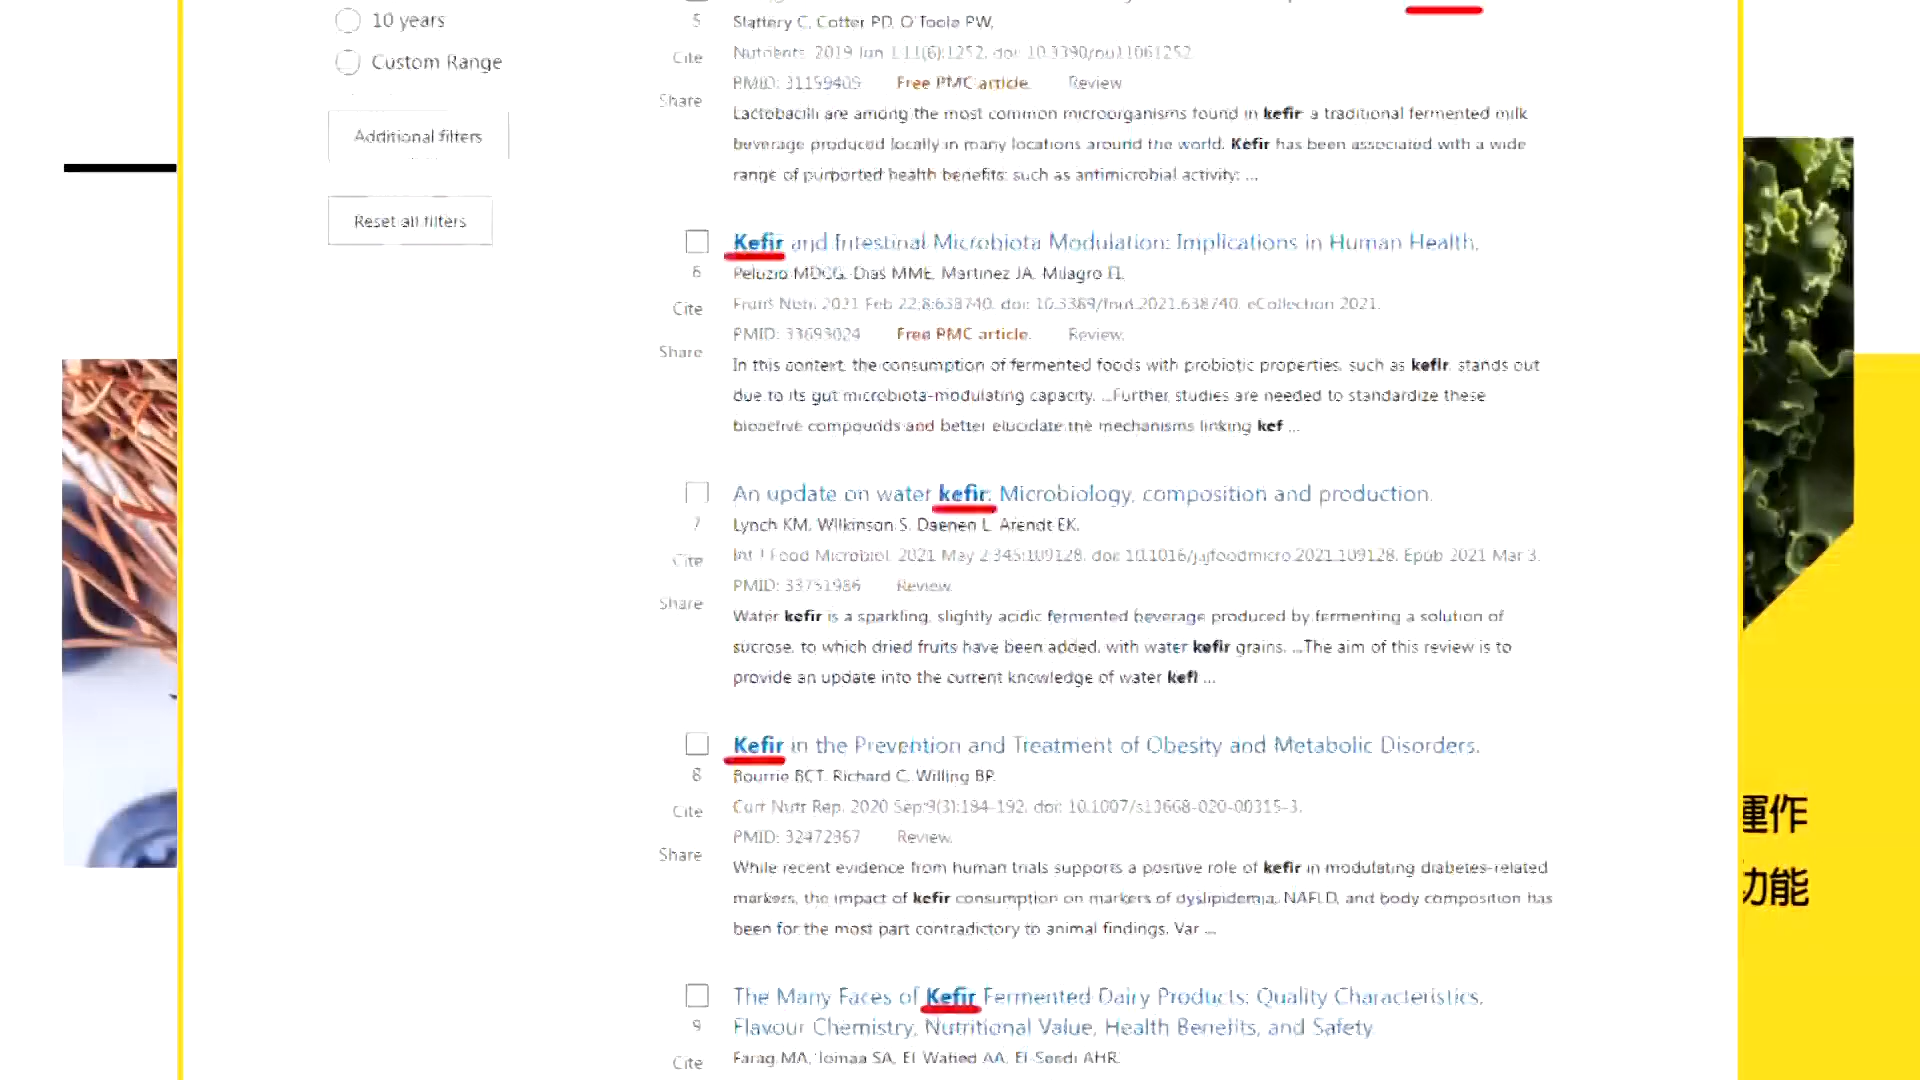 10 years
Custom Range
Additional filters
Reset all filters
5
Slattery C, Cotter PD, O'Toole PW.
Cite
Nutrients. 2019 Jun 1;11(6):1252. doi: 10.3390/nu11061252.
PMID: 31159409 Free PMC article. Review
Share
Lactobacilli are among the most common microorganisms found in kefir a traditional fermented milk
beverage produced locally in many locations around the world. Kefir has been associated with a wide
range of purported health benefits such as antimicrobial activity; ...
Kefir and Intestinal Microbiota Modulation: Implications in Human Health.
6
Peluzio MDCG, Dias MME, Martinez JA, Milagro FI.
Cite
Front Nutr. 2021 Feb 22;8:638740. doi: 10.3389/fnut.2021.638740. eCollection 2021.
PMID: 33693024 Free PMC article. Review.
Share
In this context, the consumption of fermented foods with probiotic properties, such as kefir, stands out
due to its gut microbiota-modulating capacity. ...Further, studies are needed to standardize these
bioactive compounds and better elucidate the mechanisms linking kef ...
An update on water kefir: Microbiology, composition and production.
7
Lynch KM, Wilkinson S, Daenen L, Arendt EK.
Cite
Int J Food Microbiol. 2021 May 2;345:109128. doi: 10.1016/j.ijfoodmicro.2021.109128. Epub 2021 Mar 3.
PMID: 33751986 Review.
Share
Water kefir is a sparkling, slightly acidic fermented beverage produced by fermenting a solution of
sucrose, to which dried fruits have been added, with water kefir grains. ...The aim of this review is to
provide an update into the current knowledge of water kefi ...
Kefir in the Prevention and Treatment of Obesity and Metabolic Disorders.
8
Bourrie BCT, Richard C, Willing BP.
Cite
Curr Nutr Rep. 2020 Sep;9(3):184-192. doi: 10.1007/s13668-020-00315-3.
PMID: 32472367 Review.
Share
While recent evidence from human trials supports a positive role of kefir in modulating diabetes-related
markers, the impact of kefir consumption on markers of dyslipidemia, NAFLD, and body composition has
been for the most part contradictory to animal findings. Var ...
The Many Faces of Kefir Fermented Dairy Products: Quality Characteristics,
9
Flavour Chemistry, Nutritional Value, Health Benefits, and Safety
Cite
Farag MA, Jomaa SA, El-Wahed AA, El-Seedi AHR.
運作
功能